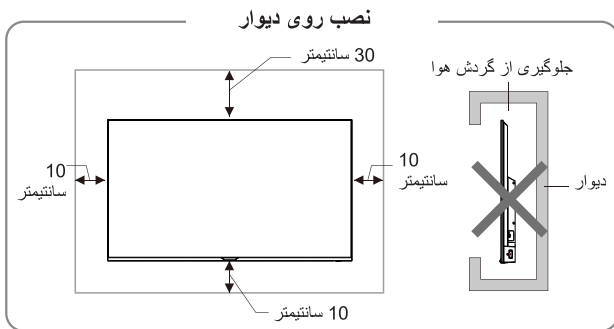 نصب روی دیوار
30 سانتیمتر
جلوگیری از گردش هوا
10
سانتیمتر
10
سانتیمتر
دیوار
10 سانتیمتر